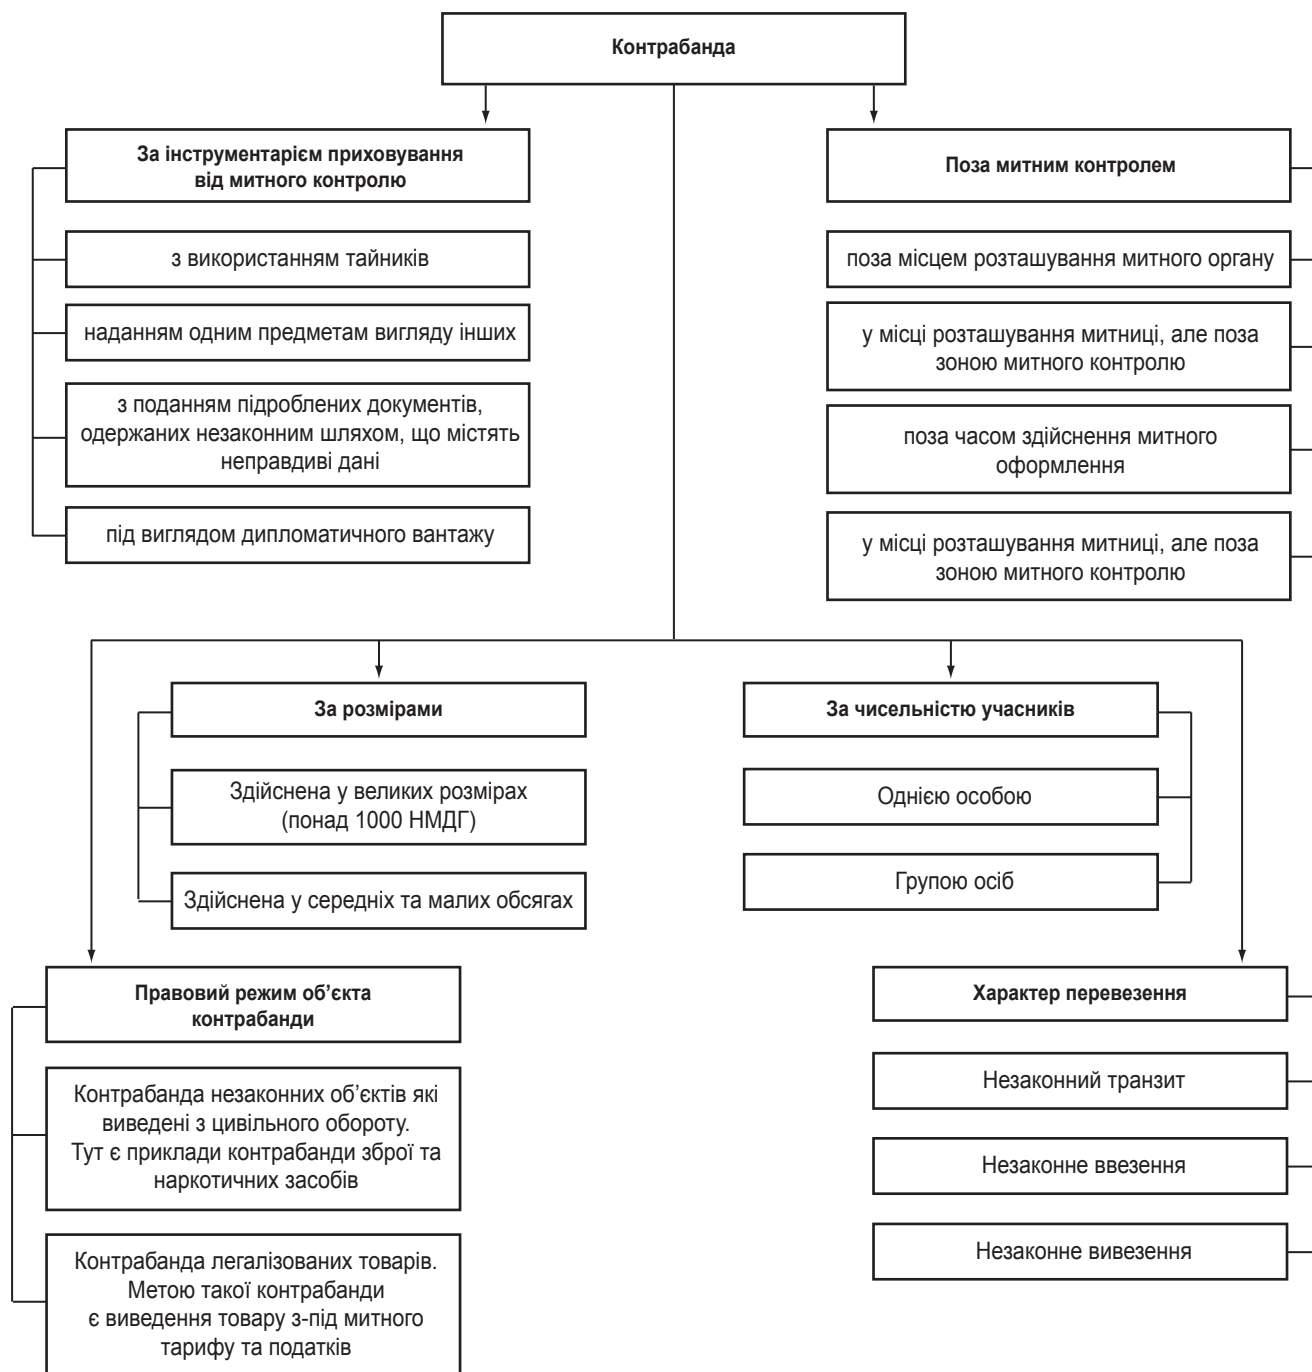 Контрабанда
За інструментарієм приховування
від митного контролю
з використанням тайників
наданням одним предметам вигляду інших
з поданням підроблених документів,
одержаних незаконним шляхом, що містять
неправдиві дані
під виглядом дипломатичного вантажу
Поза митним контролем
поза місцем розташування митного органу
у місці розташування митниці, але поза
зоною митного контролю
поза часом здійснення митного
оформлення
у місці розташування митниці, але поза
зоною митного контролю
За розмірами
Здійснена у великих розмірах
(понад 1000 НМДГ)
Здійснена у середніх та малих обсягах
За чисельністю учасників
Однією особою
Групою осіб
Правовий режим об’єкта
контрабанди
Контрабанда незаконних об’єктів які
виведені з цивільного обороту.
Тут є приклади контрабанди зброї та
наркотичних засобів
Контрабанда легалізованих товарів.
Метою такої контрабанди
є виведення товару з-під митного
тарифу та податків
Характер перевезення
Незаконний транзит
Незаконне ввезення
Незаконне вивезення